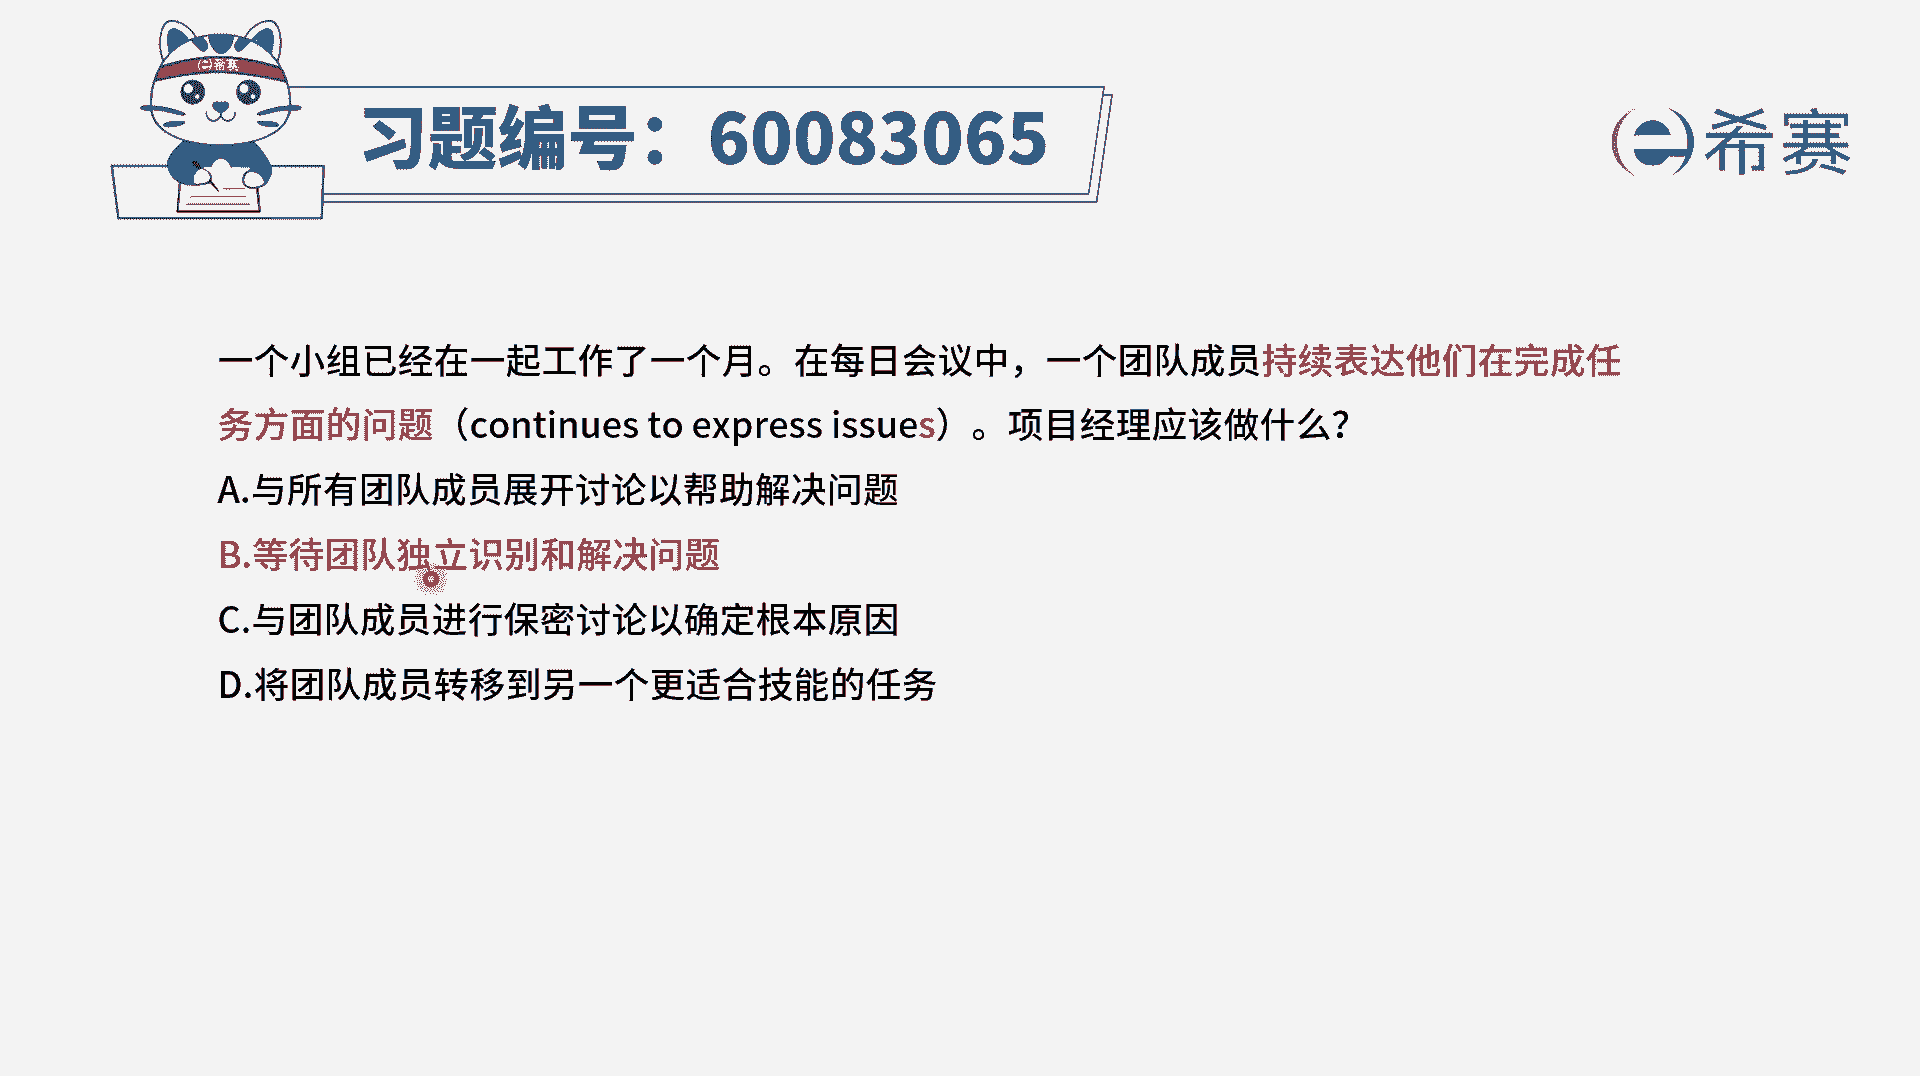 希赛
习题编号：60083065
希赛
一个小组已经在一起工作了一个月。在每日会议中，一个团队成员持续表达他们在完成任
务方面的问题（continues to express issues）。项目经理应该做什么？
A.与所有团队成员展开讨论以帮助解决问题
B.等待团队独立识别和解决问题
C.与团队成员进行保密讨论以确定根本原因
D.将团队成员转移到另一个更适合技能的任务